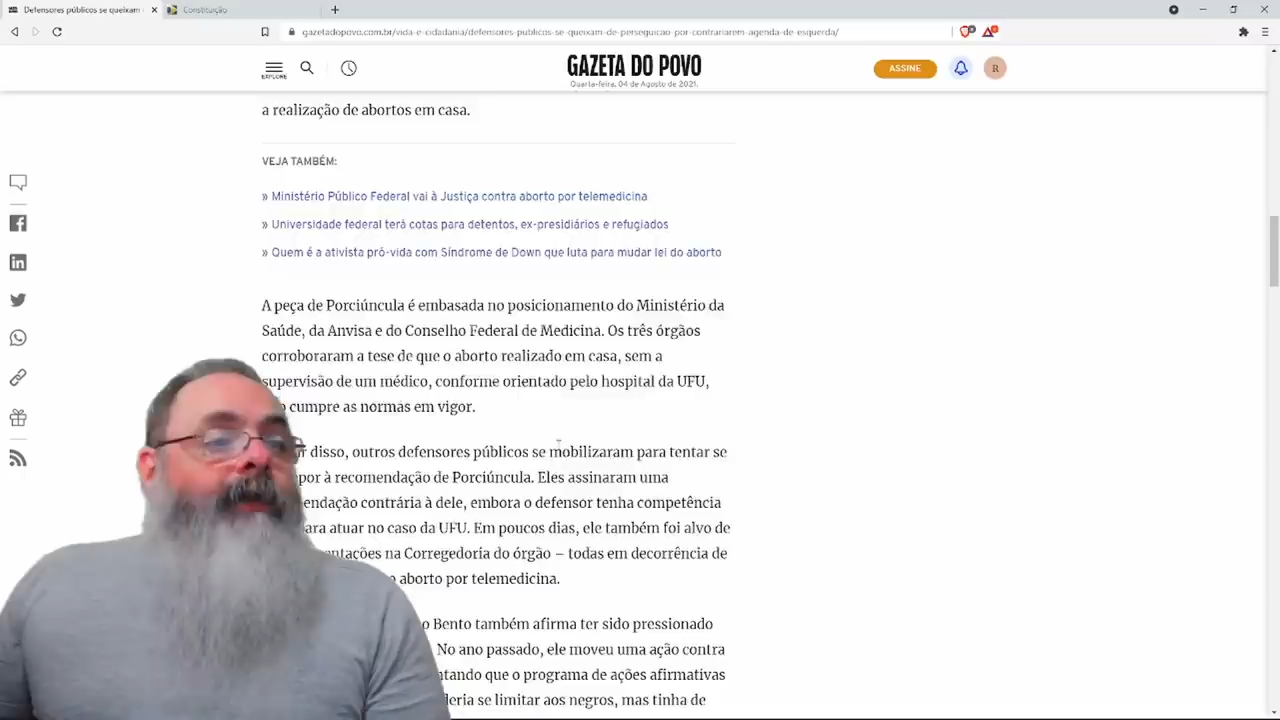 Defensores públicos se queixam
Constituição
gazetadopovo.com.br/vida-e-cidadania/defensores-publicos-se-queixam-de-perseguicao-por-contrariarem-agenda-de-esquerda/
EXPLORE
GAZETA DO POVO
Quarta-feira, 04 de Agosto de 2021.
ASSINE
R
a realização de abortos em casa.
VEJA TAMBÉM:
» Ministério Público Federal vai à Justiça contra aborto por telemedicina
» Universidade federal terá cotas para detentos, ex-presidiários e refugiados
» Quem é a ativista pró-vida com Síndrome de Down que luta para mudar lei do aborto
A peça de Porciúncula é embasada no posicionamento do Ministério da
Saúde, da Anvisa e do Conselho Federal de Medicina. Os três órgãos
corroboraram a tese de que o aborto realizado em casa, sem a
supervisão de um médico, conforme orientado pelo hospital da UFU,
cumpre as normas em vigor.
disso, outros defensores públicos se mobilizaram para tentar se
por à recomendação de Porciúncula. Eles assinaram uma
endação contrária à dele, embora o defensor tenha competência
ara atuar no caso da UFU. Em poucos dias, ele também foi alvo de
ntações na Corregedoria do órgão – todas em decorrência de
aborto por telemedicina.
o Bento também afirma ter sido pressionado
No ano passado, ele moveu uma ação contra
ntando que o programa de ações afirmativas
deria se limitar aos negros, mas tinha de